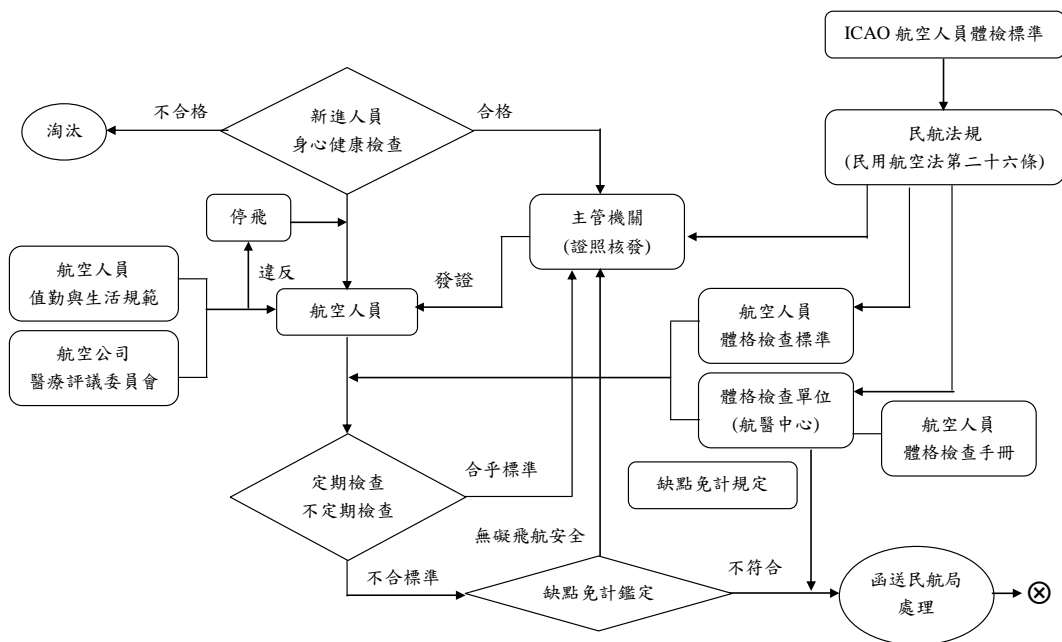 ICAO 航空人員體檢標準
不合格
新進人員
身心健康檢查
合格
淘汰
民航法規
(民用航空法第二十六條)
停飛
主管機關
(證照核發)
違反
發證
航空人員
值勤與生活規範
航空人員
航空人員
體格檢查標準
航空公司
醫療評議委員會
體格檢查單位
(航醫中心)
航空人員
體格檢查手冊
定期檢查
不定期檢查
合乎標準
缺點免計規定
無礙飛航安全
不合標準
缺點免計鑑定
不符合
函送民航局
處理